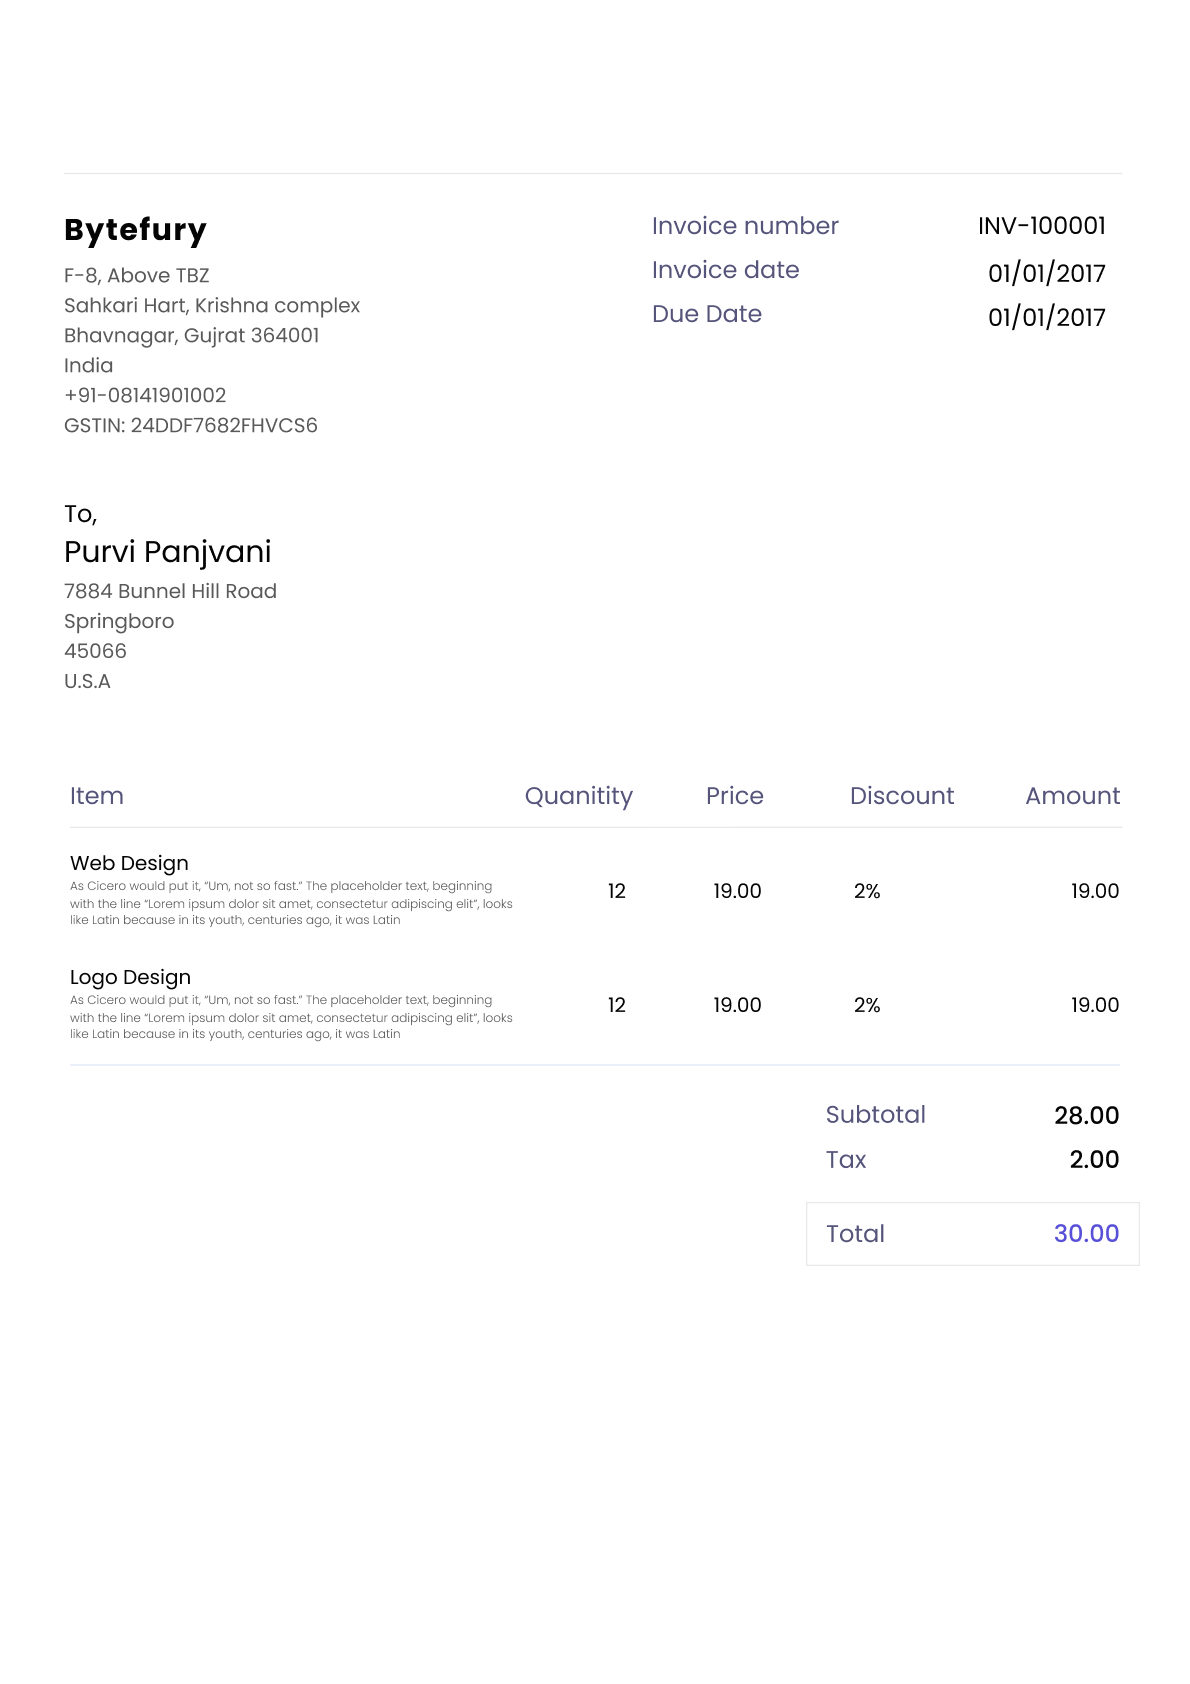 Bytefury
F-8, Above TBZ
Sahkari Hart, Krishna complex
Bhavnagar, Gujrat 364001
India
+91-08141901002
GSTIN: 24DDF7682FHVCS6
Invoice number INV-100001
Invoice date 01/01/2017
Due Date 01/01/2017
To,
Purvi Panjvani
7884 Bunnel Hill Road
Springboro
45066
U.S.A
Item Quanitity Price Discount Amount
Web Design
As Cicero would put it, “Um, not so fast.” The placeholder text, beginning
with the line “Lorem ipsum dolor sit amet, consectetur adipiscing elit”, looks
like Latin because in its youth, centuries ago, it was Latin
12 19.00 2% 19.00
Logo Design
As Cicero would put it, “Um, not so fast.” The placeholder text, beginning
with the line “Lorem ipsum dolor sit amet, consectetur adipiscing elit”, looks
like Latin because in its youth, centuries ago, it was Latin
12 19.00 2% 19.00
Subtotal 28.00
Tax 2.00
Total 30.00